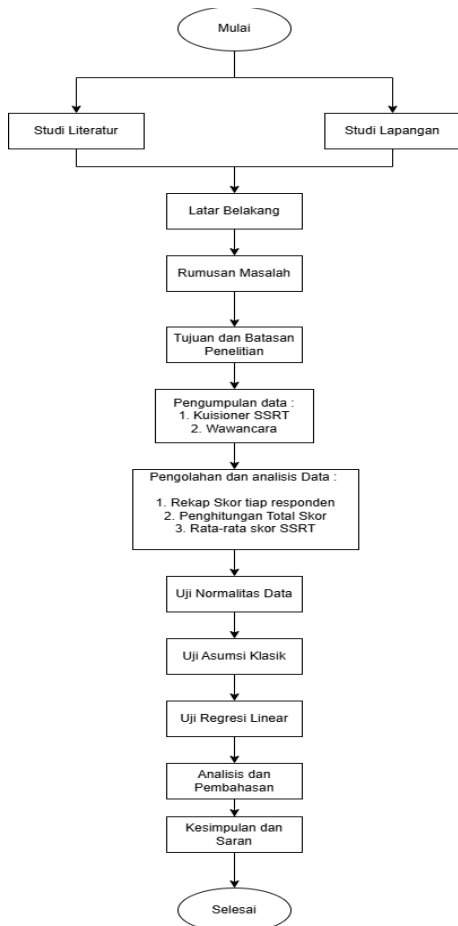 Mulai
Studi Literatur
Studi Lapangan
Latar Belakang
Rumusan Masalah
Tujuan dan Batasan
Penelitian
Pengumpulan data :
1. Kuisioner SSRT
2. Wawancara
Pengolahan dan analisis Data :
1. Rekap Skor tiap responden
2. Penghitungan Total Skor
3. Rata-rata skor SSRT
Uji Normalitas Data
Uji Asumsi Klasik
Uji Regresi Linear
Analisis dan
Pembahasan
Kesimpulan dan
Saran
Selesai